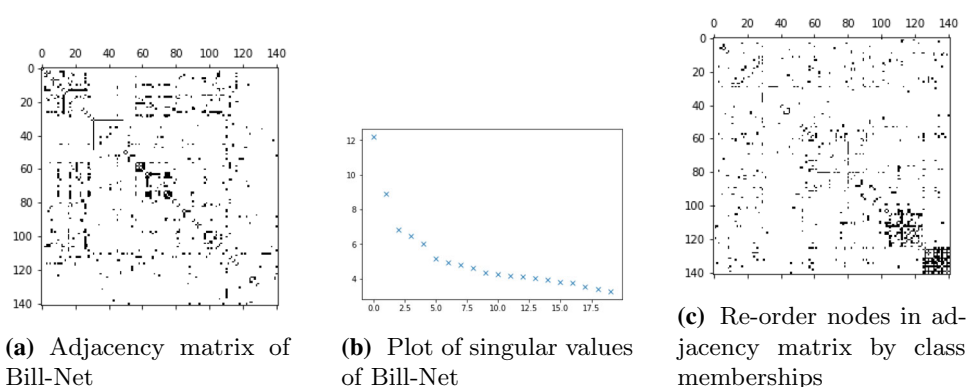 0 20 40 60 80 100 120 140
0
20
40
60
80
100
120
140
(a) Adjacency matrix of
Bill-Net
12
10
8
6
4
0.0 2.5 5.0 7.5 10.0 12.5 15.0 17.5
(b) Plot of singular values
of Bill-Net
0 20 40 60 80 100 120 140
0
20
40
60
80
100
120
140
(c) Re-order nodes in ad-
jacency matrix by class
memberships